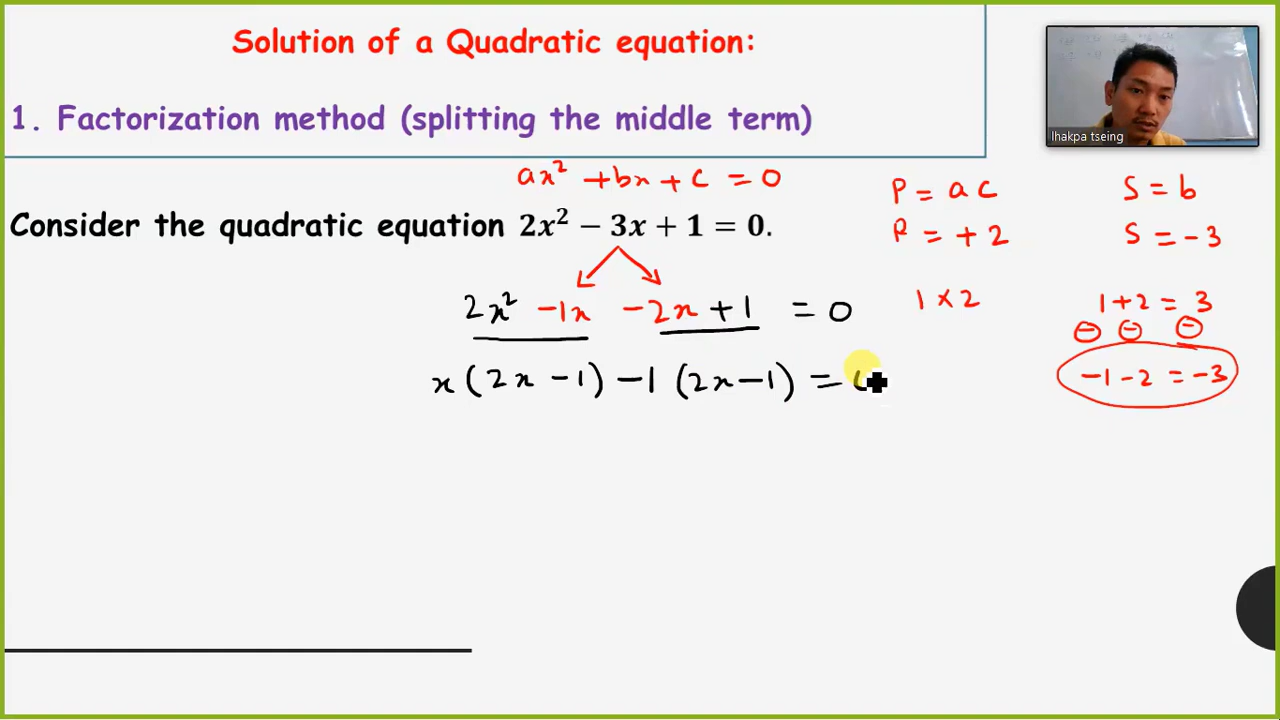 Solution of a Quadratic equation:
1. Factorization method (splitting the middle term)
lhakpa tseing
ax² + bx + c = 0
P = a c
S = b
Consider the quadratic equation 2x² − 3x + 1 = 0.
P = + 2
S = −3
2x² −1x −2x + 1 = 0
1 × 2
1 + 2 = 3
⊖ ⊖ ⊖
−1 − 2 = −3
x (2x − 1) − 1 (2x − 1) =